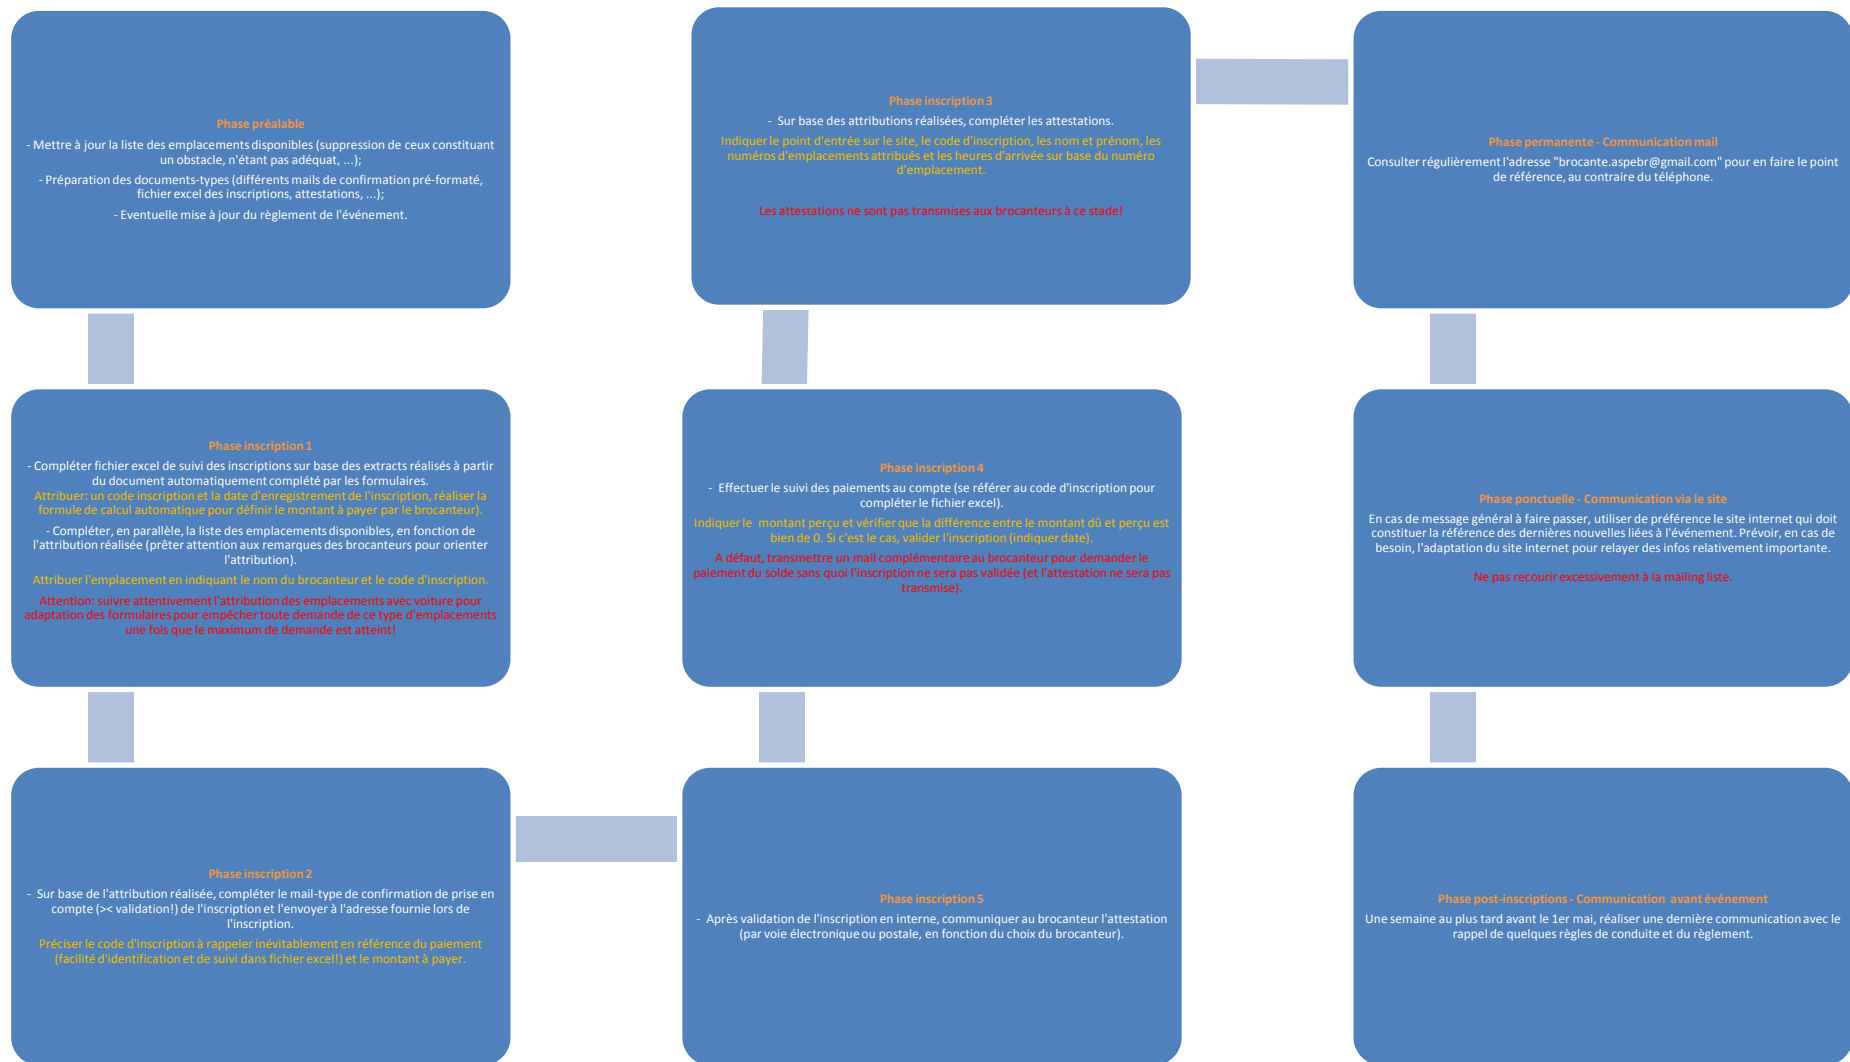 Phase préalable
- Mettre à jour la liste des emplacements disponibles (suppression de ceux constituant
un obstacle, n'étant pas adéquat, ...);
- Préparation des documents-types (différents mails de confirmation pré-formaté,
fichier excel des inscriptions, attestations, ...);
- Eventuelle mise à jour du règlement de l'événement.
Phase inscription 1
- Compléter fichier excel de suivi des inscriptions sur base des extracts réalisés à partir
du document automatiquement complété par les formulaires.
Attribuer: un code inscription et la date d'enregistrement de l'inscription, réaliser la
formule de calcul automatique pour définir le montant à payer par le brocanteur).
- Compléter, en parallèle, la liste des emplacements disponibles, en fonction de
l'attribution réalisée (prêter attention aux remarques des brocanteurs pour orienter
l'attribution).
Attribuer l'emplacement en indiquant le nom du brocanteur et le code d'inscription.
Attention: suivre attentivement l'attribution des emplacements avec voiture pour
adaptation des formulaires pour empêcher toute demande de ce type d'emplacements
une fois que le maximum de demande est atteint!
Phase inscription 2
- Sur base de l'attribution réalisée, compléter le mail-type de confirmation de prise en
compte (>< validation!) de l'inscription et l'envoyer à l'adresse fournie lors de
l'inscription.
Préciser le code d'inscription à rappeler inévitablement en référence du paiement
(facilité d'identification et de suivi dans fichier excel!) et le montant à payer.
Phase inscription 3
- Sur base des attributions réalisées, compléter les attestations.
Indiquer le point d'entrée sur le site, le code d'inscription, les nom et prénom, les
numéros d'emplacements attribués et les heures d'arrivée sur base du numéro
d'emplacement.
Les attestations ne sont pas transmises aux brocanteurs à ce stade!
Phase inscription 4
- Effectuer le suivi des paiements au compte (se référer au code d'inscription pour
compléter le fichier excel).
Indiquer le montant perçu et vérifier que la différence entre le montant dû et perçu est
bien de 0. Si c'est le cas, valider l'inscription (indiquer date).
A défaut, transmettre un mail complémentaire au brocanteur pour demander le
paiement du solde sans quoi l'inscription ne sera pas validée (et l'attestation ne sera pas
transmise).
Phase inscription 5
- Après validation de l'inscription en interne, communiquer au brocanteur l'attestation
(par voie électronique ou postale, en fonction du choix du brocanteur).
Phase permanente - Communication mail
Consulter régulièrement l'adresse "brocante.aspebr@gmail.com" pour en faire le point
de référence, au contraire du téléphone.
Phase ponctuelle - Communication via le site
En cas de message général à faire passer, utiliser de préférence le site internet qui doit
constituer la référence des dernières nouvelles liées à l'événement. Prévoir, en cas de
besoin, l'adaptation du site internet pour relayer des infos relativement importante.
Ne pas recourir excessivement à la mailing liste.
Phase post-inscriptions - Communication avant événement
Une semaine au plus tard avant le 1er mai, réaliser une dernière communication avec le
rappel de quelques règles de conduite et du règlement.